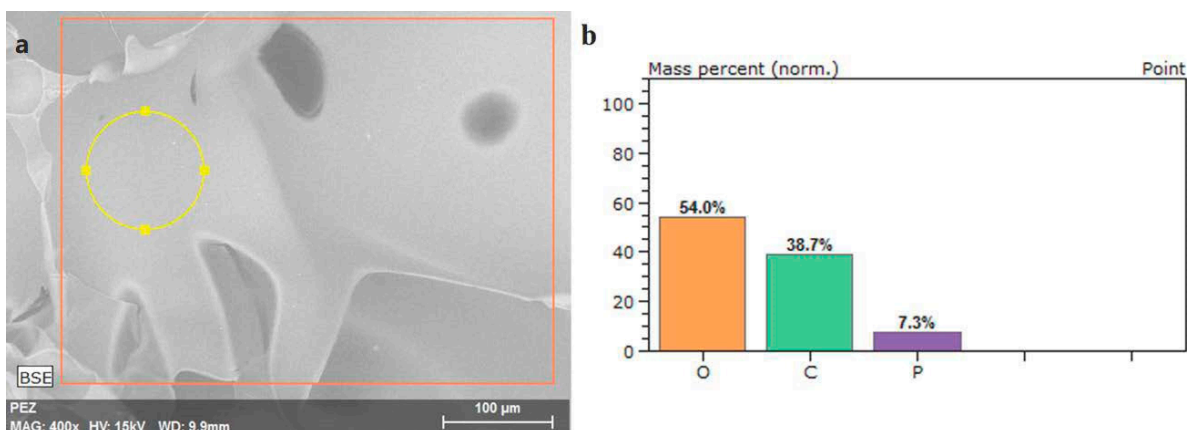 a
BSE
PEZ
100 µm
MAG: 400x HV: 15kV WD: 9.9mm
b
Mass percent (norm.) Point
100
80
60
40
20
0
54.0%
38.7%
7.3%
O C P